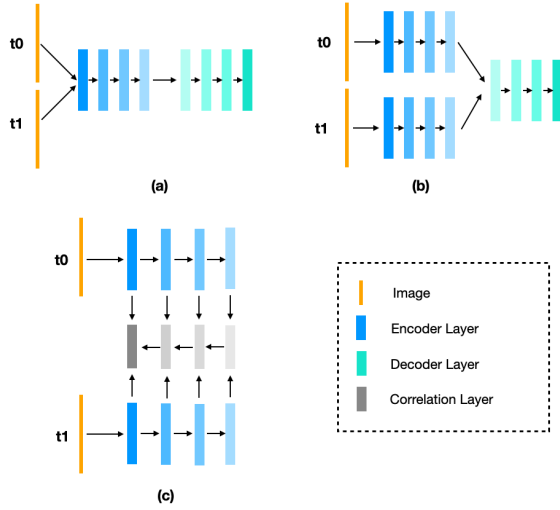 t0
t1
(a)
t0
t1
(b)
t0
t1
(c)
Image
Encoder Layer
Decoder Layer
Correlation Layer